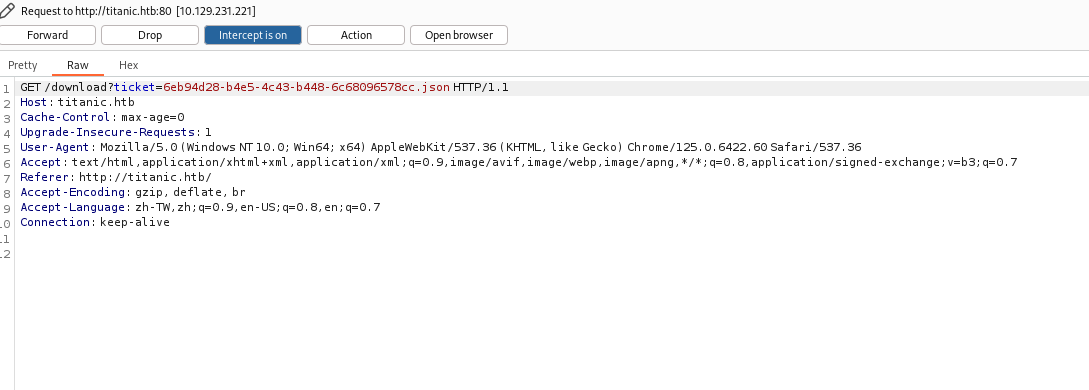 Request to http://titanic.htb:80 [10.129.231.221]
Forward Drop Intercept is on Action Open browser
Pretty Raw Hex
1 GET /download?ticket=6eb94d28-b4e5-4c43-b448-6c68096578cc.json HTTP/1.1
2 Host: titanic.htb
3 Cache-Control: max-age=0
4 Upgrade-Insecure-Requests: 1
5 User-Agent: Mozilla/5.0 (Windows NT 10.0; Win64; x64) AppleWebKit/537.36 (KHTML, like Gecko) Chrome/125.0.6422.60 Safari/537.36
6 Accept: text/html,application/xhtml+xml,application/xml;q=0.9,image/avif,image/webp,image/apng,*/*;q=0.8,application/signed-exchange;v=b3;q=0.7
7 Referer: http://titanic.htb/
8 Accept-Encoding: gzip, deflate, br
9 Accept-Language: zh-TW,zh;q=0.9,en-US;q=0.8,en;q=0.7
10 Connection: keep-alive
11
12